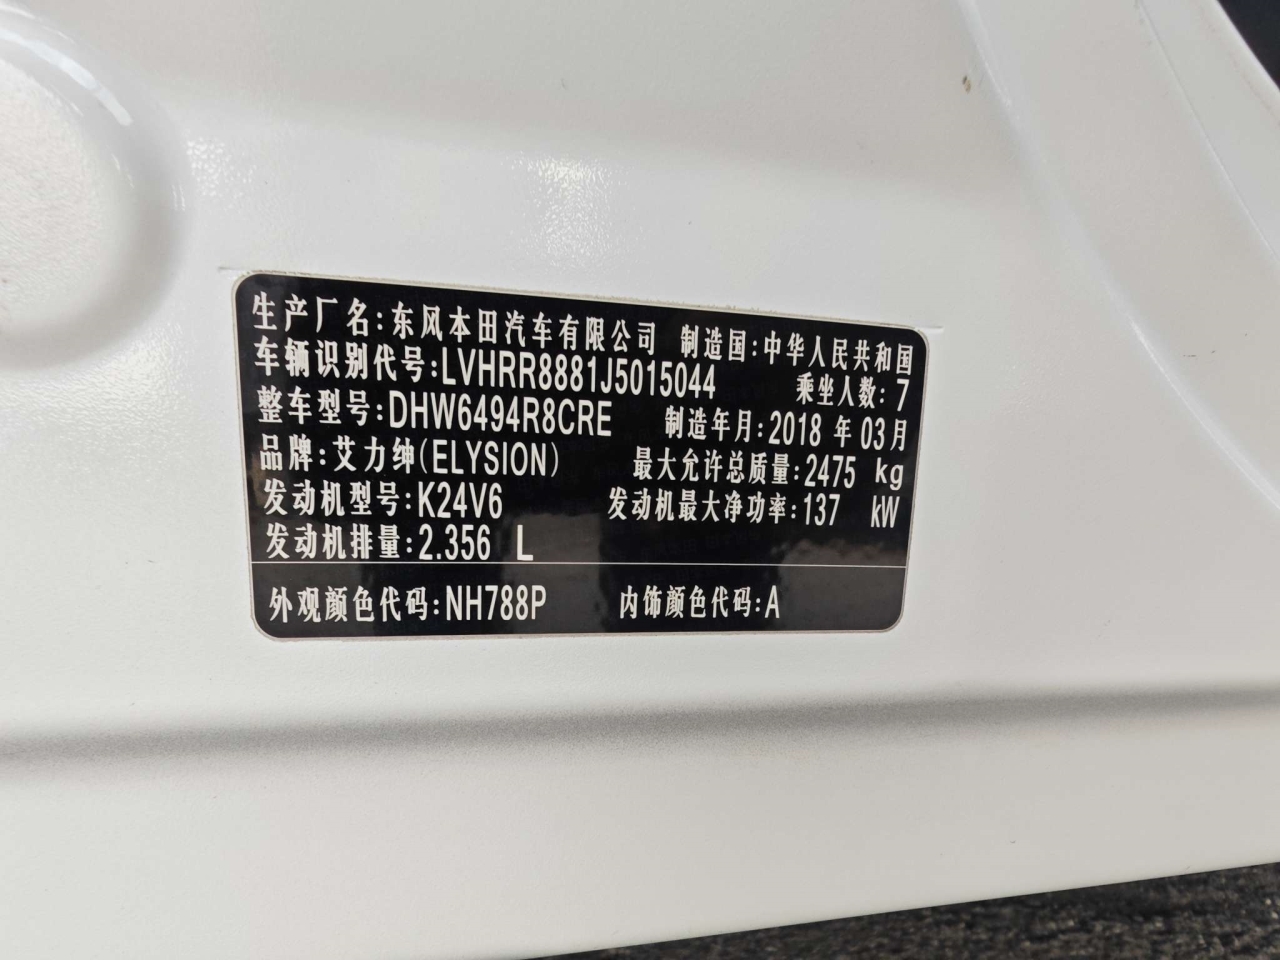 生产厂名:东风本田汽车有限公司 制造国:中华人民共和国
车辆识别代号:LVHRR8881J5015044 乘坐人数:7
整车型号:DHW6494R8CRE 制造年月:2018 年 03月
品牌:艾力绅(ELYSION) 最大允许总质量:2475 kg
发动机型号:K24V6 发动机最大净功率:137 kW
发动机排量:2.356 L
外观颜色代码:NH788P 内饰颜色代码:A